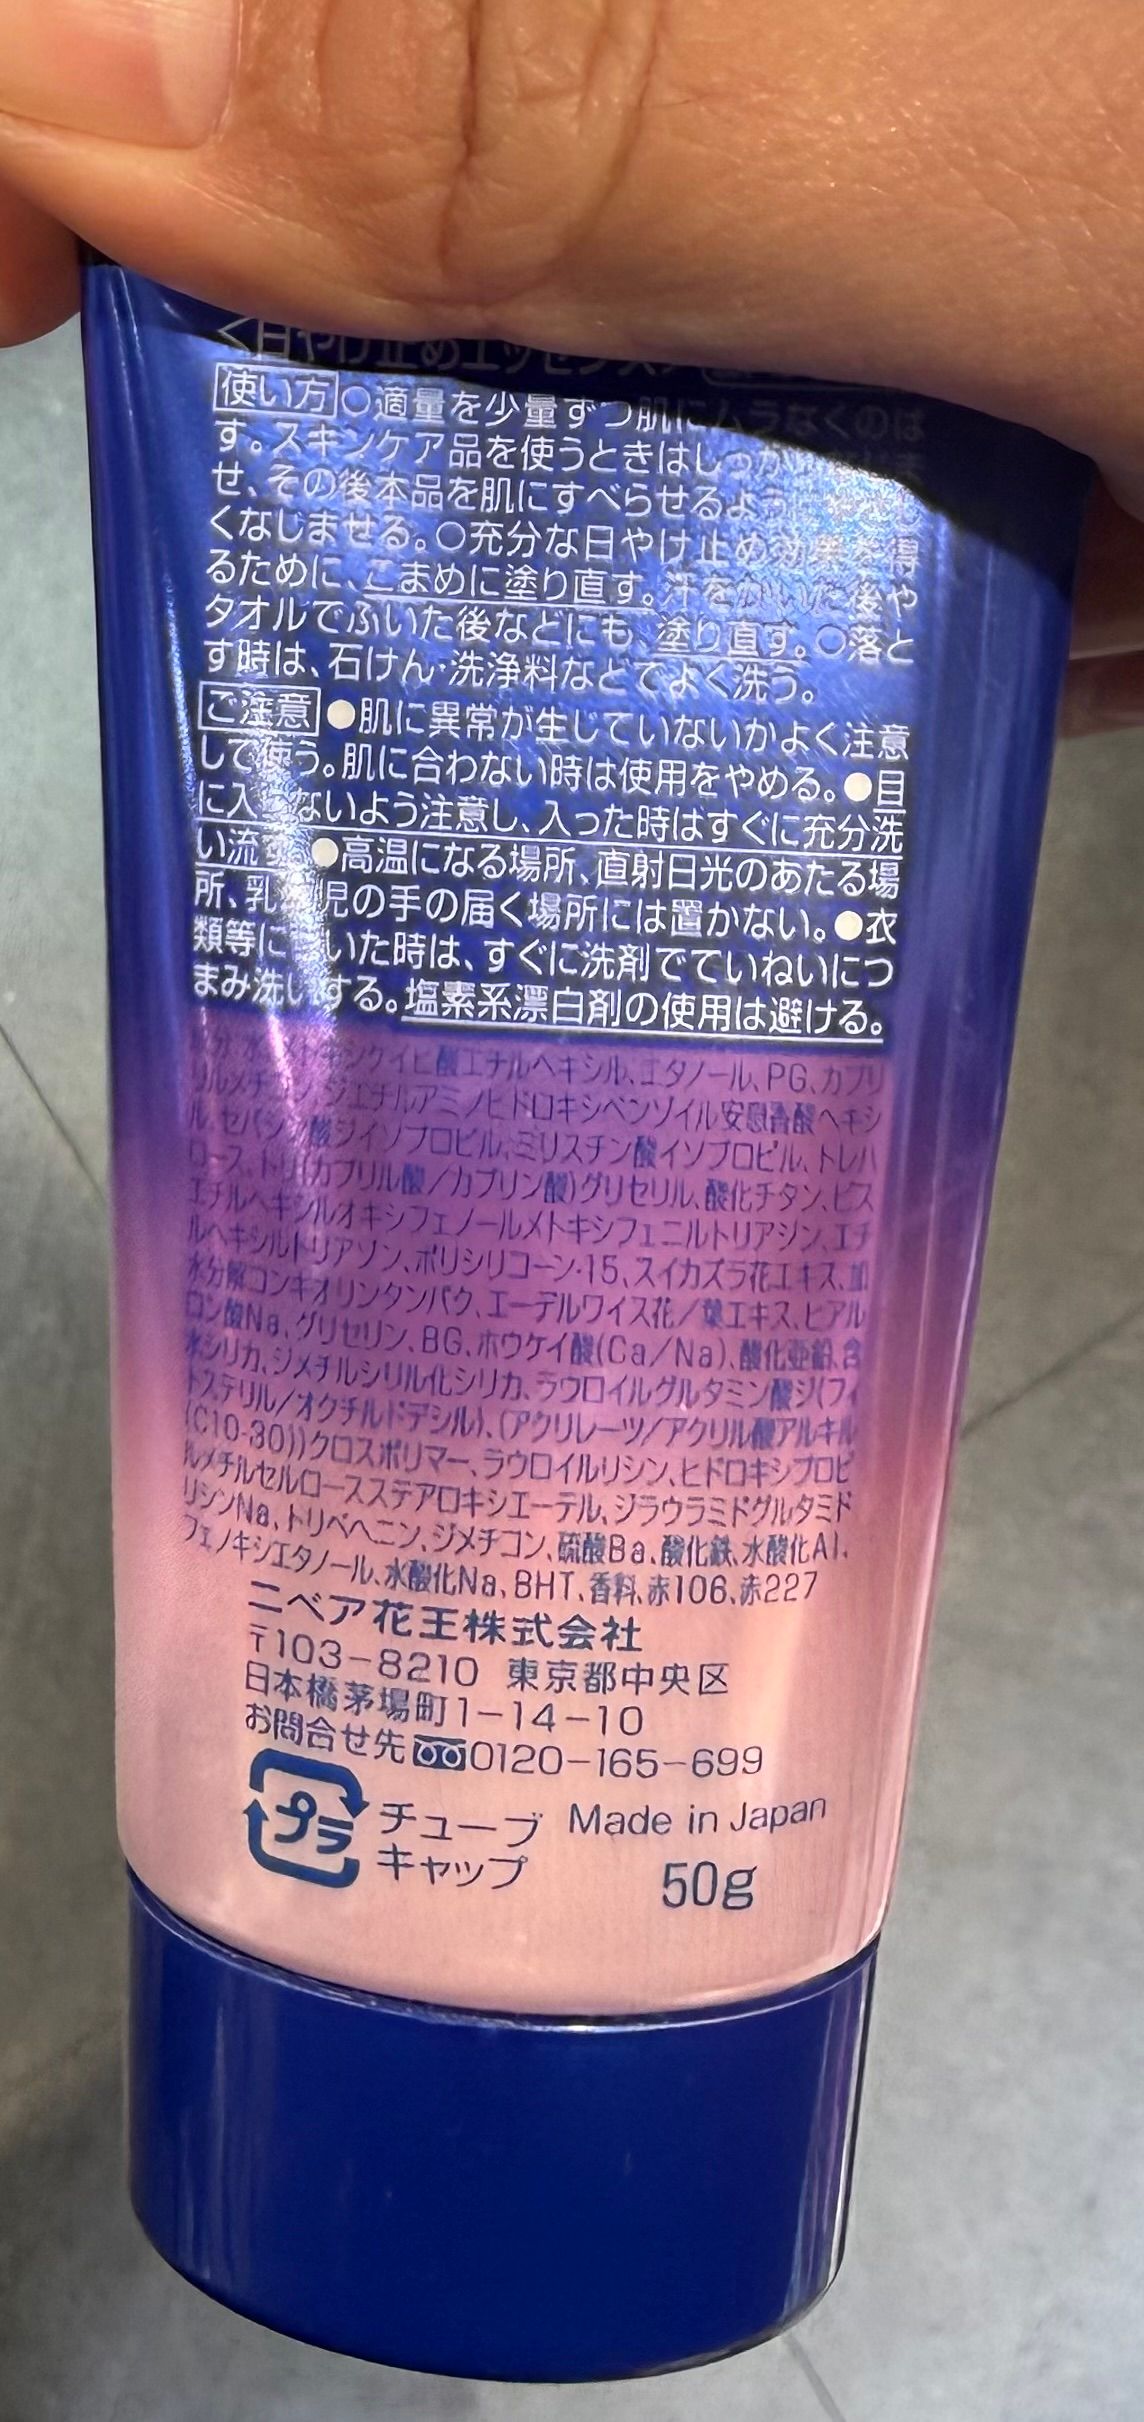 <日やけ止めエッセンス>
使い方 ○適量を少量ずつ肌にムラなくのば
す。スキンケア品を使うときはしっか
せ、その後本品を肌にすべらせるよう
くなじませる。○充分な日やけ止め効果を得
るために、こまめに塗り直す。汗をかいた後や
タオルでふいた後などにも、塗り直す。○落と
す時は、石けん・洗浄料などでよく洗う。
ご注意 ●肌に異常が生じていないかよく注意
して使う。肌に合わない時は使用をやめる。●目
に入らないよう注意し、入った時はすぐに充分洗
い流す。●高温になる場所、直射日光のあたる場
所、乳幼児の手の届く場所には置かない。●衣
類等に いた時は、すぐに洗剤でていねいにつ
まみ洗いする。塩素系漂白剤の使用は避ける。
メトキシケイヒ酸エチルヘキシル、エタノール、PG、カプリ
リルメチコン、ジエチルアミノヒドロキシベンゾイル安息香酸ヘキシ
ル、セバシン酸ジイソプロピル、ミリスチン酸イソプロピル、トレハ
ロース、トリ(カプリル酸/カプリン酸)グリセリル、酸化チタン、ビス
エチルヘキシルオキシフェノールメトキシフェニルトリアジン、エチ
ルヘキシルトリアゾン、ポリシリコーン-15、スイカズラ花エキス、加
水分解コンキオリンタンパク、エーデルワイス花/葉エキス、ヒアル
ロン酸Na、グリセリン、BG、ホウケイ酸(Ca/Na)、酸化亜鉛、含
水シリカ、ジメチルシリル化シリカ、ラウロイルグルタミン酸ジ(フィ
トステリル/オクチルドデシル)、(アクリレーツ/アクリル酸アルキル
(C10-30))クロスポリマー、ラウロイルリシン、ヒドロキシプロピ
ルメチルセルロースステアロキシエーテル、ジラウラミドグルタミド
リシンNa、トリベヘニン、ジメチコン、硫酸Ba、酸化鉄、水酸化Al、
フェノキシエタノール、水酸化Na、BHT、香料、赤106、赤227
ニベア花王株式会社
〒103-8210 東京都中央区
日本橋茅場町1-14-10
お問合せ先 0120-165-699
プラ チューブ Made in Japan
キャップ 50g